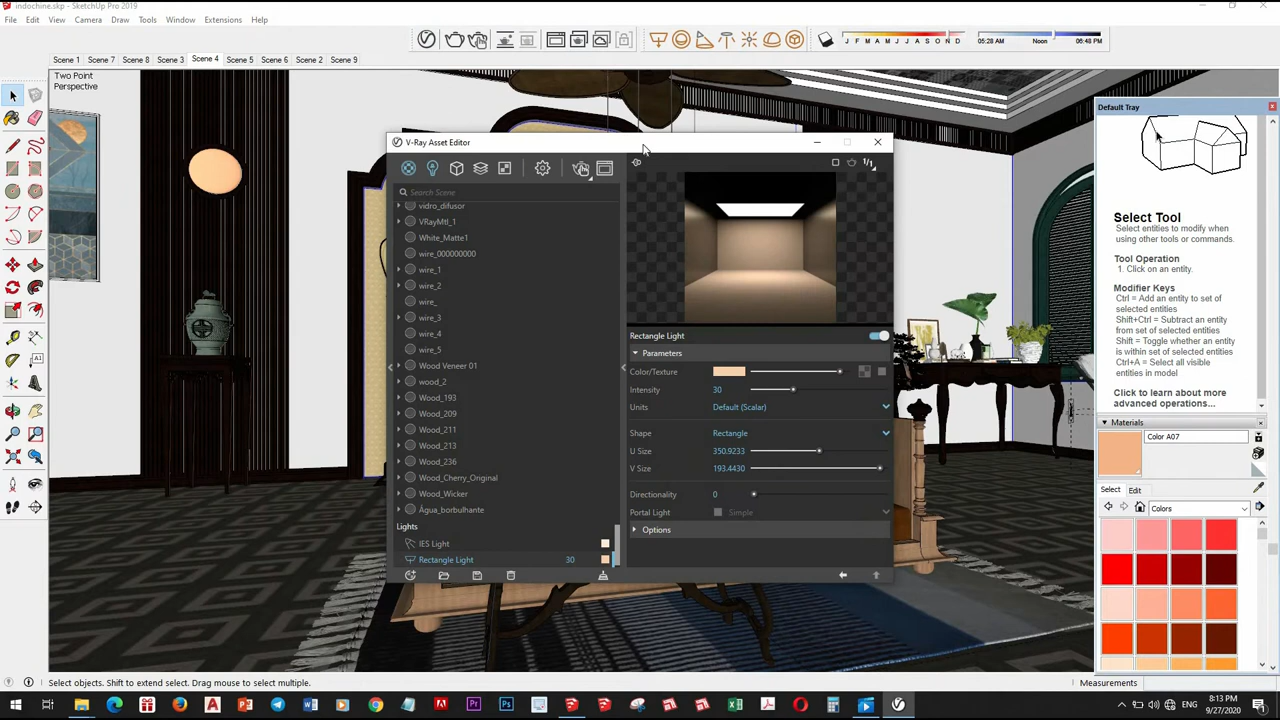 indochine.skp - SketchUp Pro 2019
File Edit View Camera Draw Tools Window Extensions Help
J F M A M J J A S O N D
05:28 AM Noon 06:48 PM
Scene 1 Scene 7 Scene 8 Scene 3 Scene 4 Scene 5 Scene 6 Scene 2 Scene 9
Two Point
Perspective
V-Ray Asset Editor
Search Scene
vidro_difusor
VRayMtl_1
White_Matte1
wire_000000000
wire_1
wire_2
wire_
wire_3
wire_4
wire_5
Wood Veneer 01
wood_2
Wood_193
Wood_209
Wood_211
Wood_213
Wood_236
Wood_Cherry_Original
Wood_Wicker
Àgua_borbulhante
Lights
IES Light
Rectangle Light 30
1/1
Rectangle Light
Parameters
Color/Texture
Intensity 30
Units Default (Scalar)
Shape Rectangle
U Size 350.9233
V Size 193.4430
Directionality 0
Portal Light Simple
Options
Default Tray
Select Tool
Select entities to modify when
using other tools or commands.
Tool Operation
1. Click on an entity.
Modifier Keys
Ctrl = Add an entity to set of
selected entities
Shift+Ctrl = Subtract an entity
from set of selected entities
Shift = Toggle whether an
entity is within set of selected
entities
Ctrl+A = Select all visible
entities in model
Click to learn about more
advanced operations...
Materials
Color A07
Select Edit
Colors
A1
Select objects. Shift to extend select. Drag mouse to select multiple.
Measurements
ENG
8:13 PM
9/27/2020